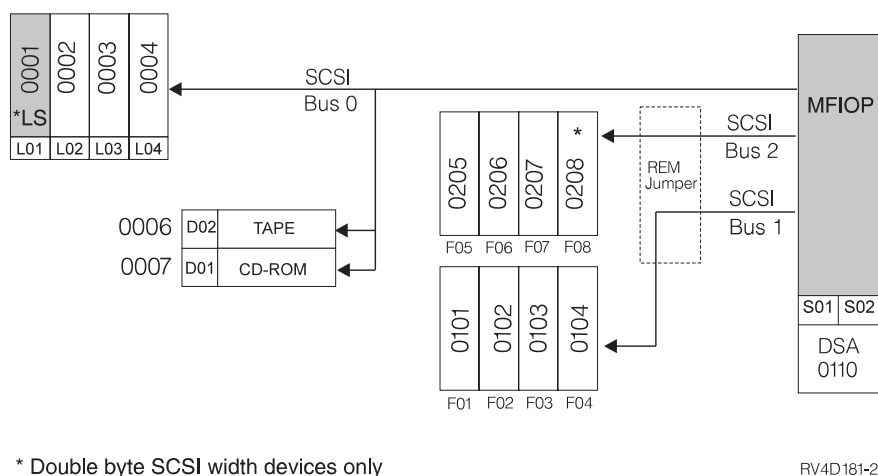 0001
0002
0003
0004
*LS
L01 L02 L03 L04
SCSI
Bus 0
MFIOP
0205
0206
0207
0208
*
F05 F06 F07 F08
REM
Jumper
SCSI
Bus 2
SCSI
Bus 1
0006 D02 TAPE
0007 D01 CD-ROM
0101
0102
0103
0104
F01 F02 F03 F04
S01 S02
DSA
0110
* Double byte SCSI width devices only
RV4D181-2